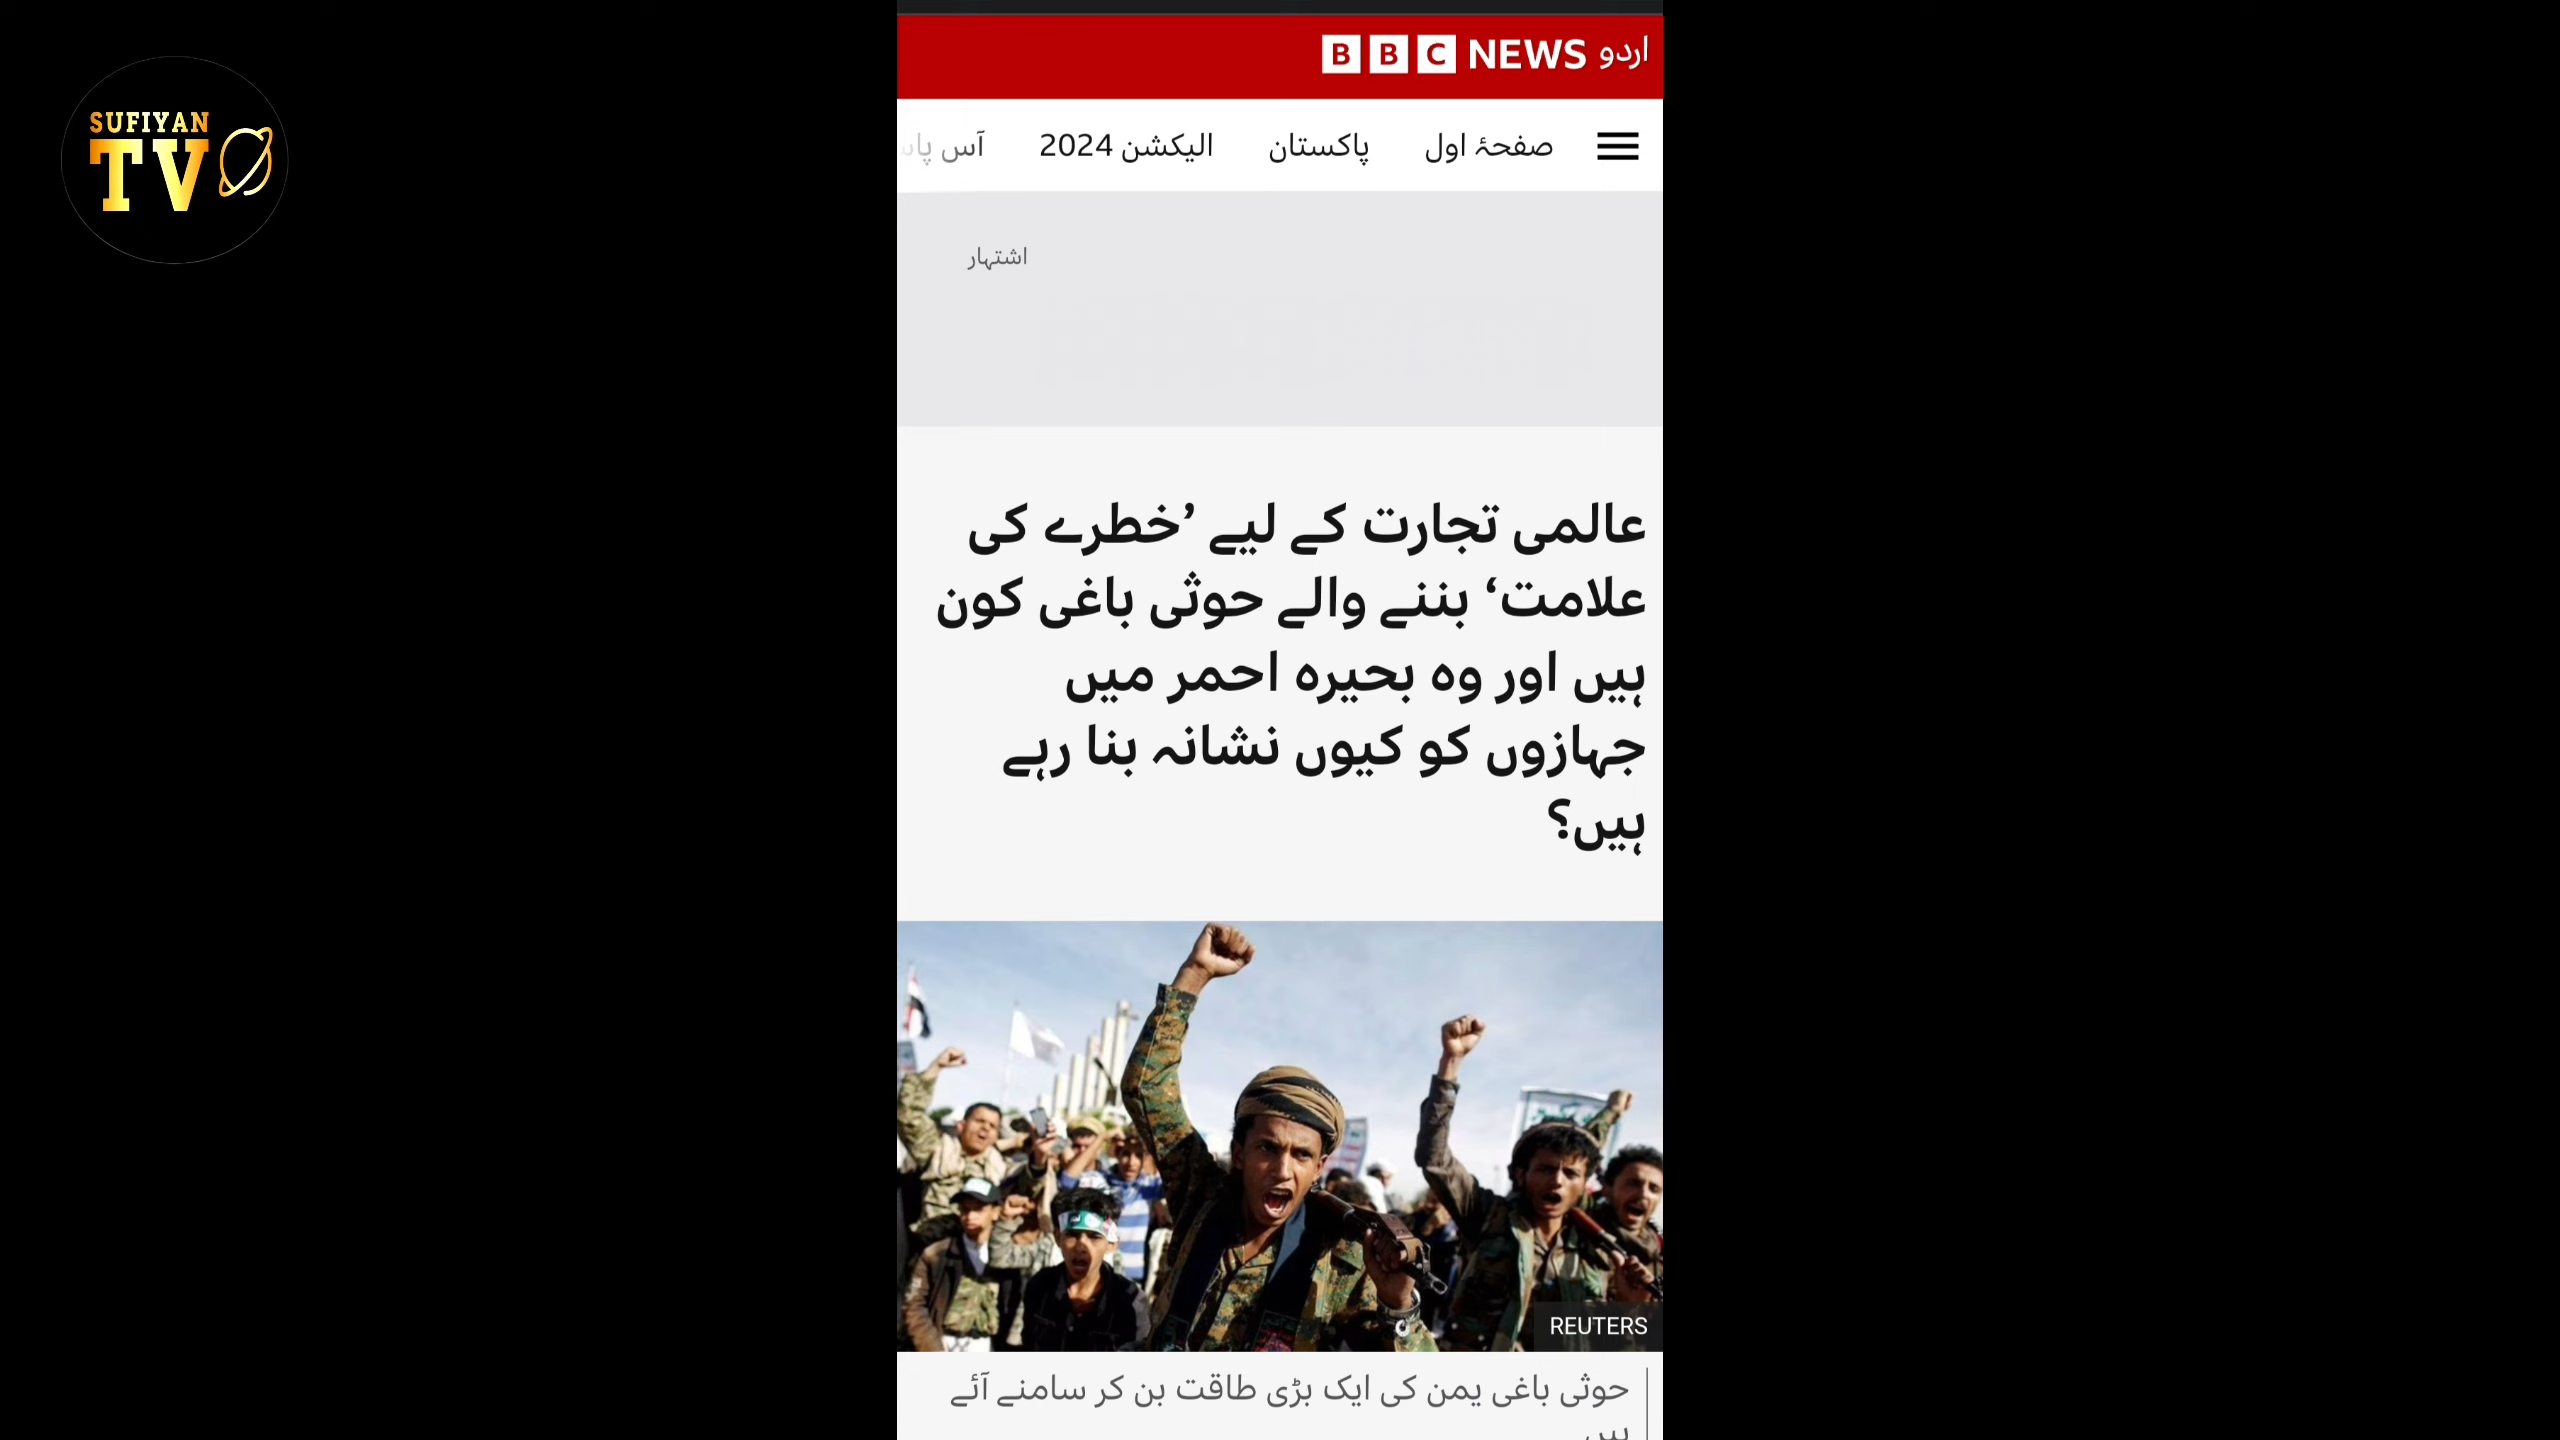 SUFIYAN
TV
BBC NEWS اردو
صفحۂ اول پاکستان الیکشن 2024 آس
اشتہار
عالمی تجارت کے لیے ’خطرے کی
علامت‘ بننے والے حوثی باغی کون
ہیں اور وہ بحیرہ احمر میں
جہازوں کو کیوں نشانہ بنا رہے
ہیں؟
REUTERS
حوثی باغی یمن کی ایک بڑی طاقت بن کر سامنے آئے